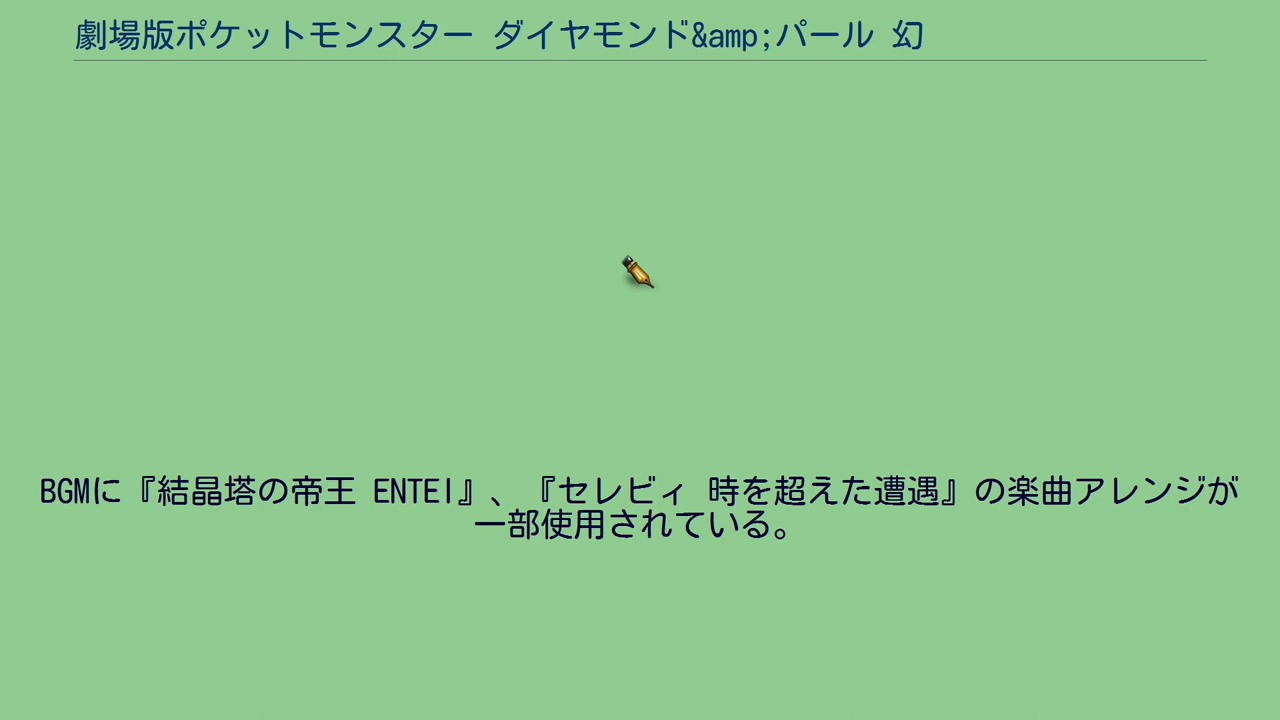 劇場版ポケットモンスター ダイヤモンド&amp;パール 幻
BGMに『結晶塔の帝王 ENTEI』、『セレビィ 時を超えた遭遇』の楽曲アレンジが
一部使用されている。